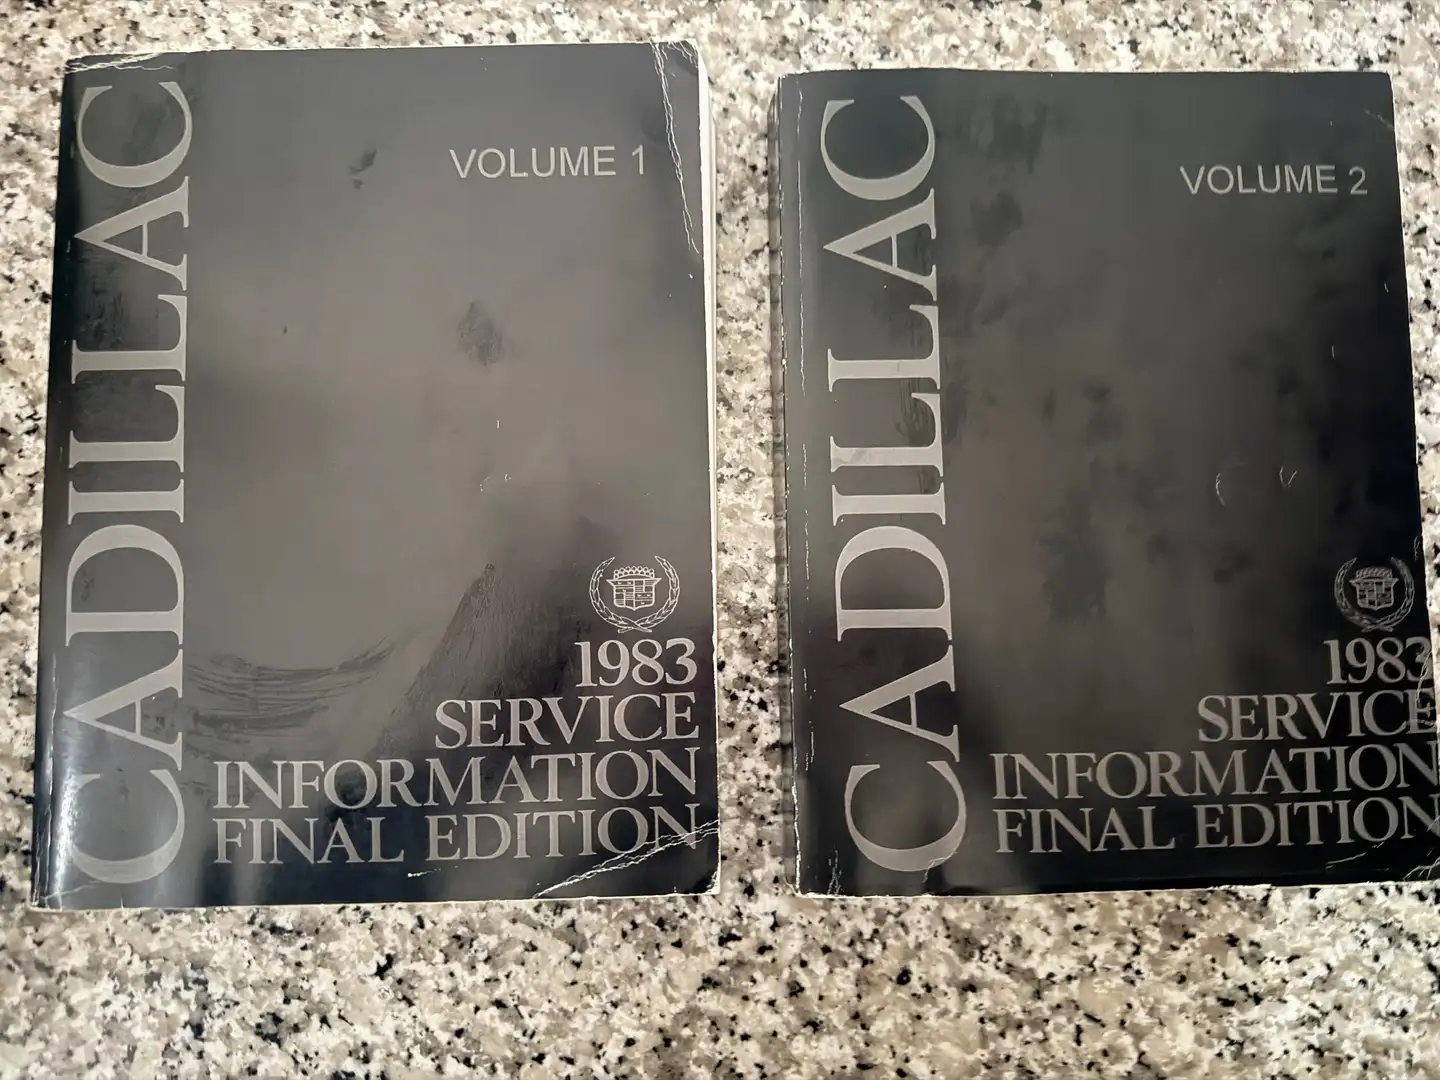 CADILLAC
VOLUME 1
1983
SERVICE
INFORMATION
FINAL EDITION
CADILLAC
VOLUME 2
1983
SERVICE
INFORMATION
FINAL EDITION